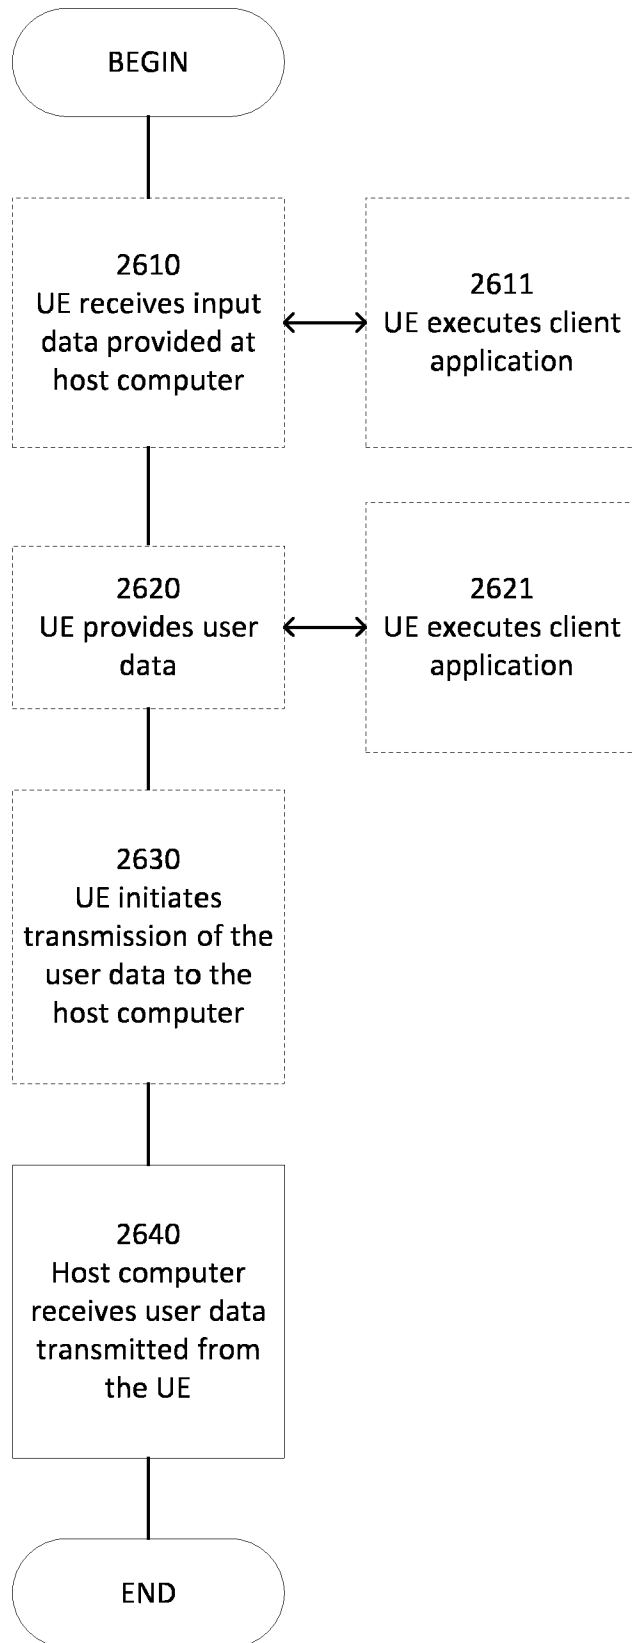 BEGIN
2610
UE receives input
data provided at
host computer
2611
UE executes client
application
2620
UE provides user
data
2621
UE executes client
application
2630
UE initiates
transmission of the
user data to the
host computer
2640
Host computer
receives user data
transmitted from
the UE
END